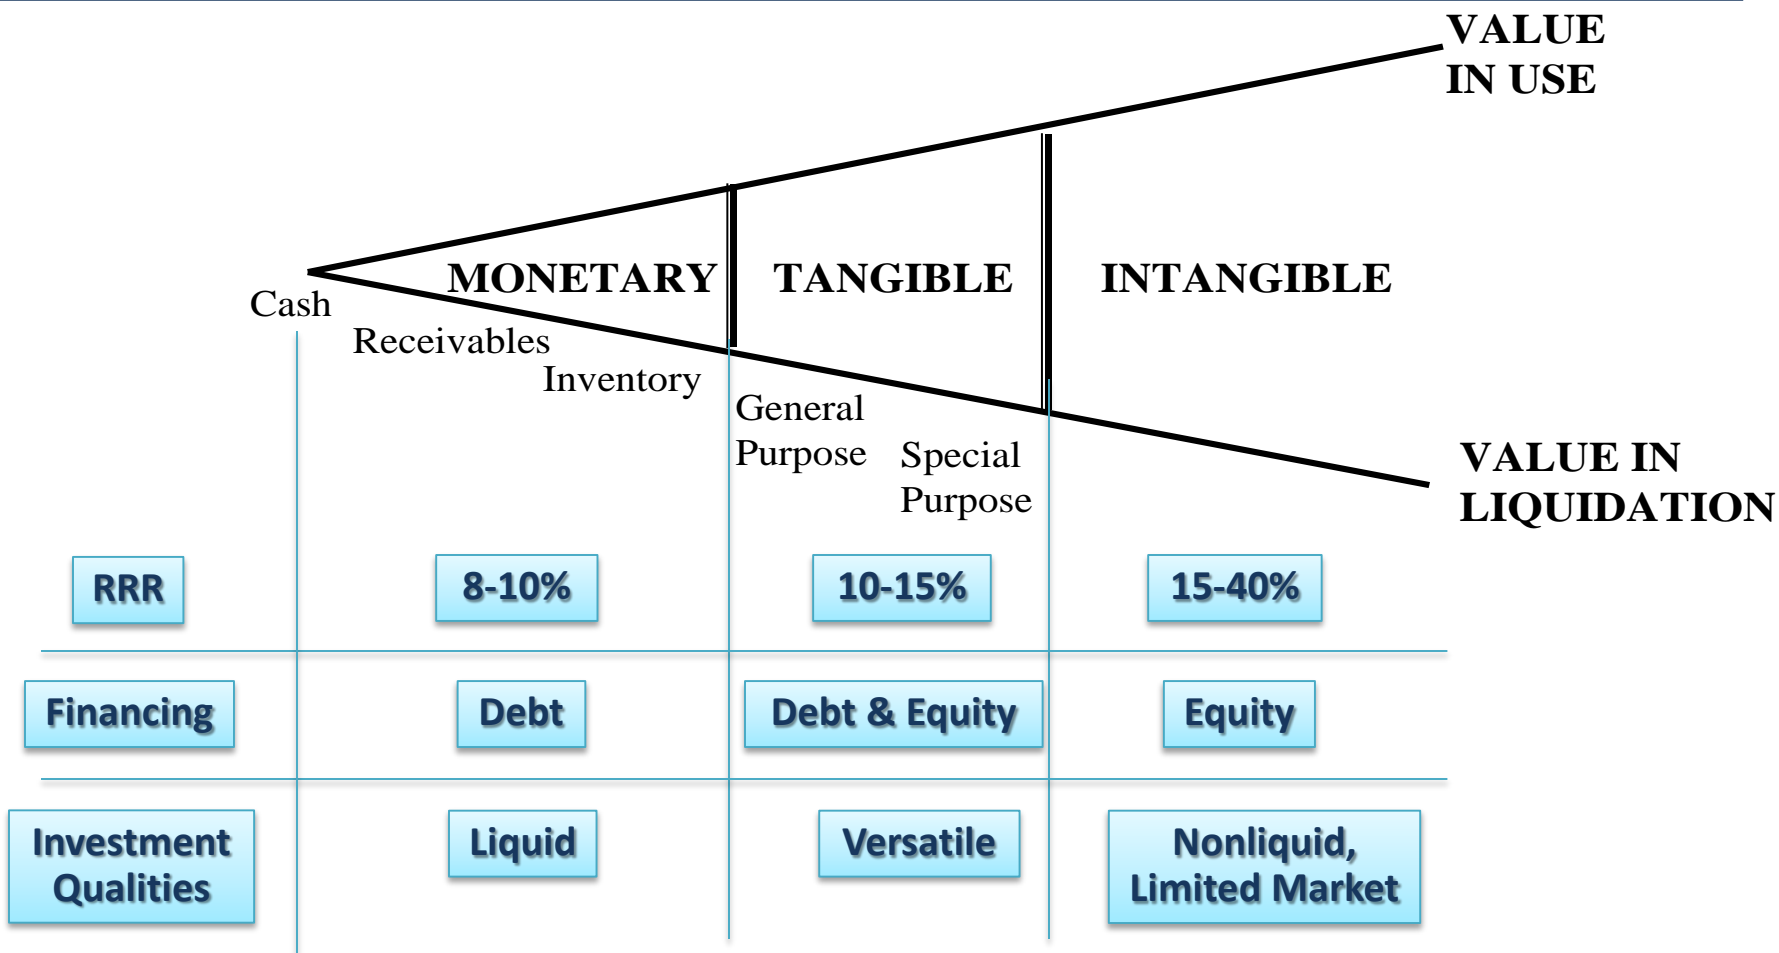 VALUE
IN USE
MONETARY
TANGIBLE
INTANGIBLE
Cash
Receivables
Inventory
General
Purpose
Special
Purpose
VALUE IN
LIQUIDATION
RRR
8-10%
10-15%
15-40%
Financing
Debt
Debt & Equity
Equity
Investment
Qualities
Liquid
Versatile
Nonliquid,
Limited Market